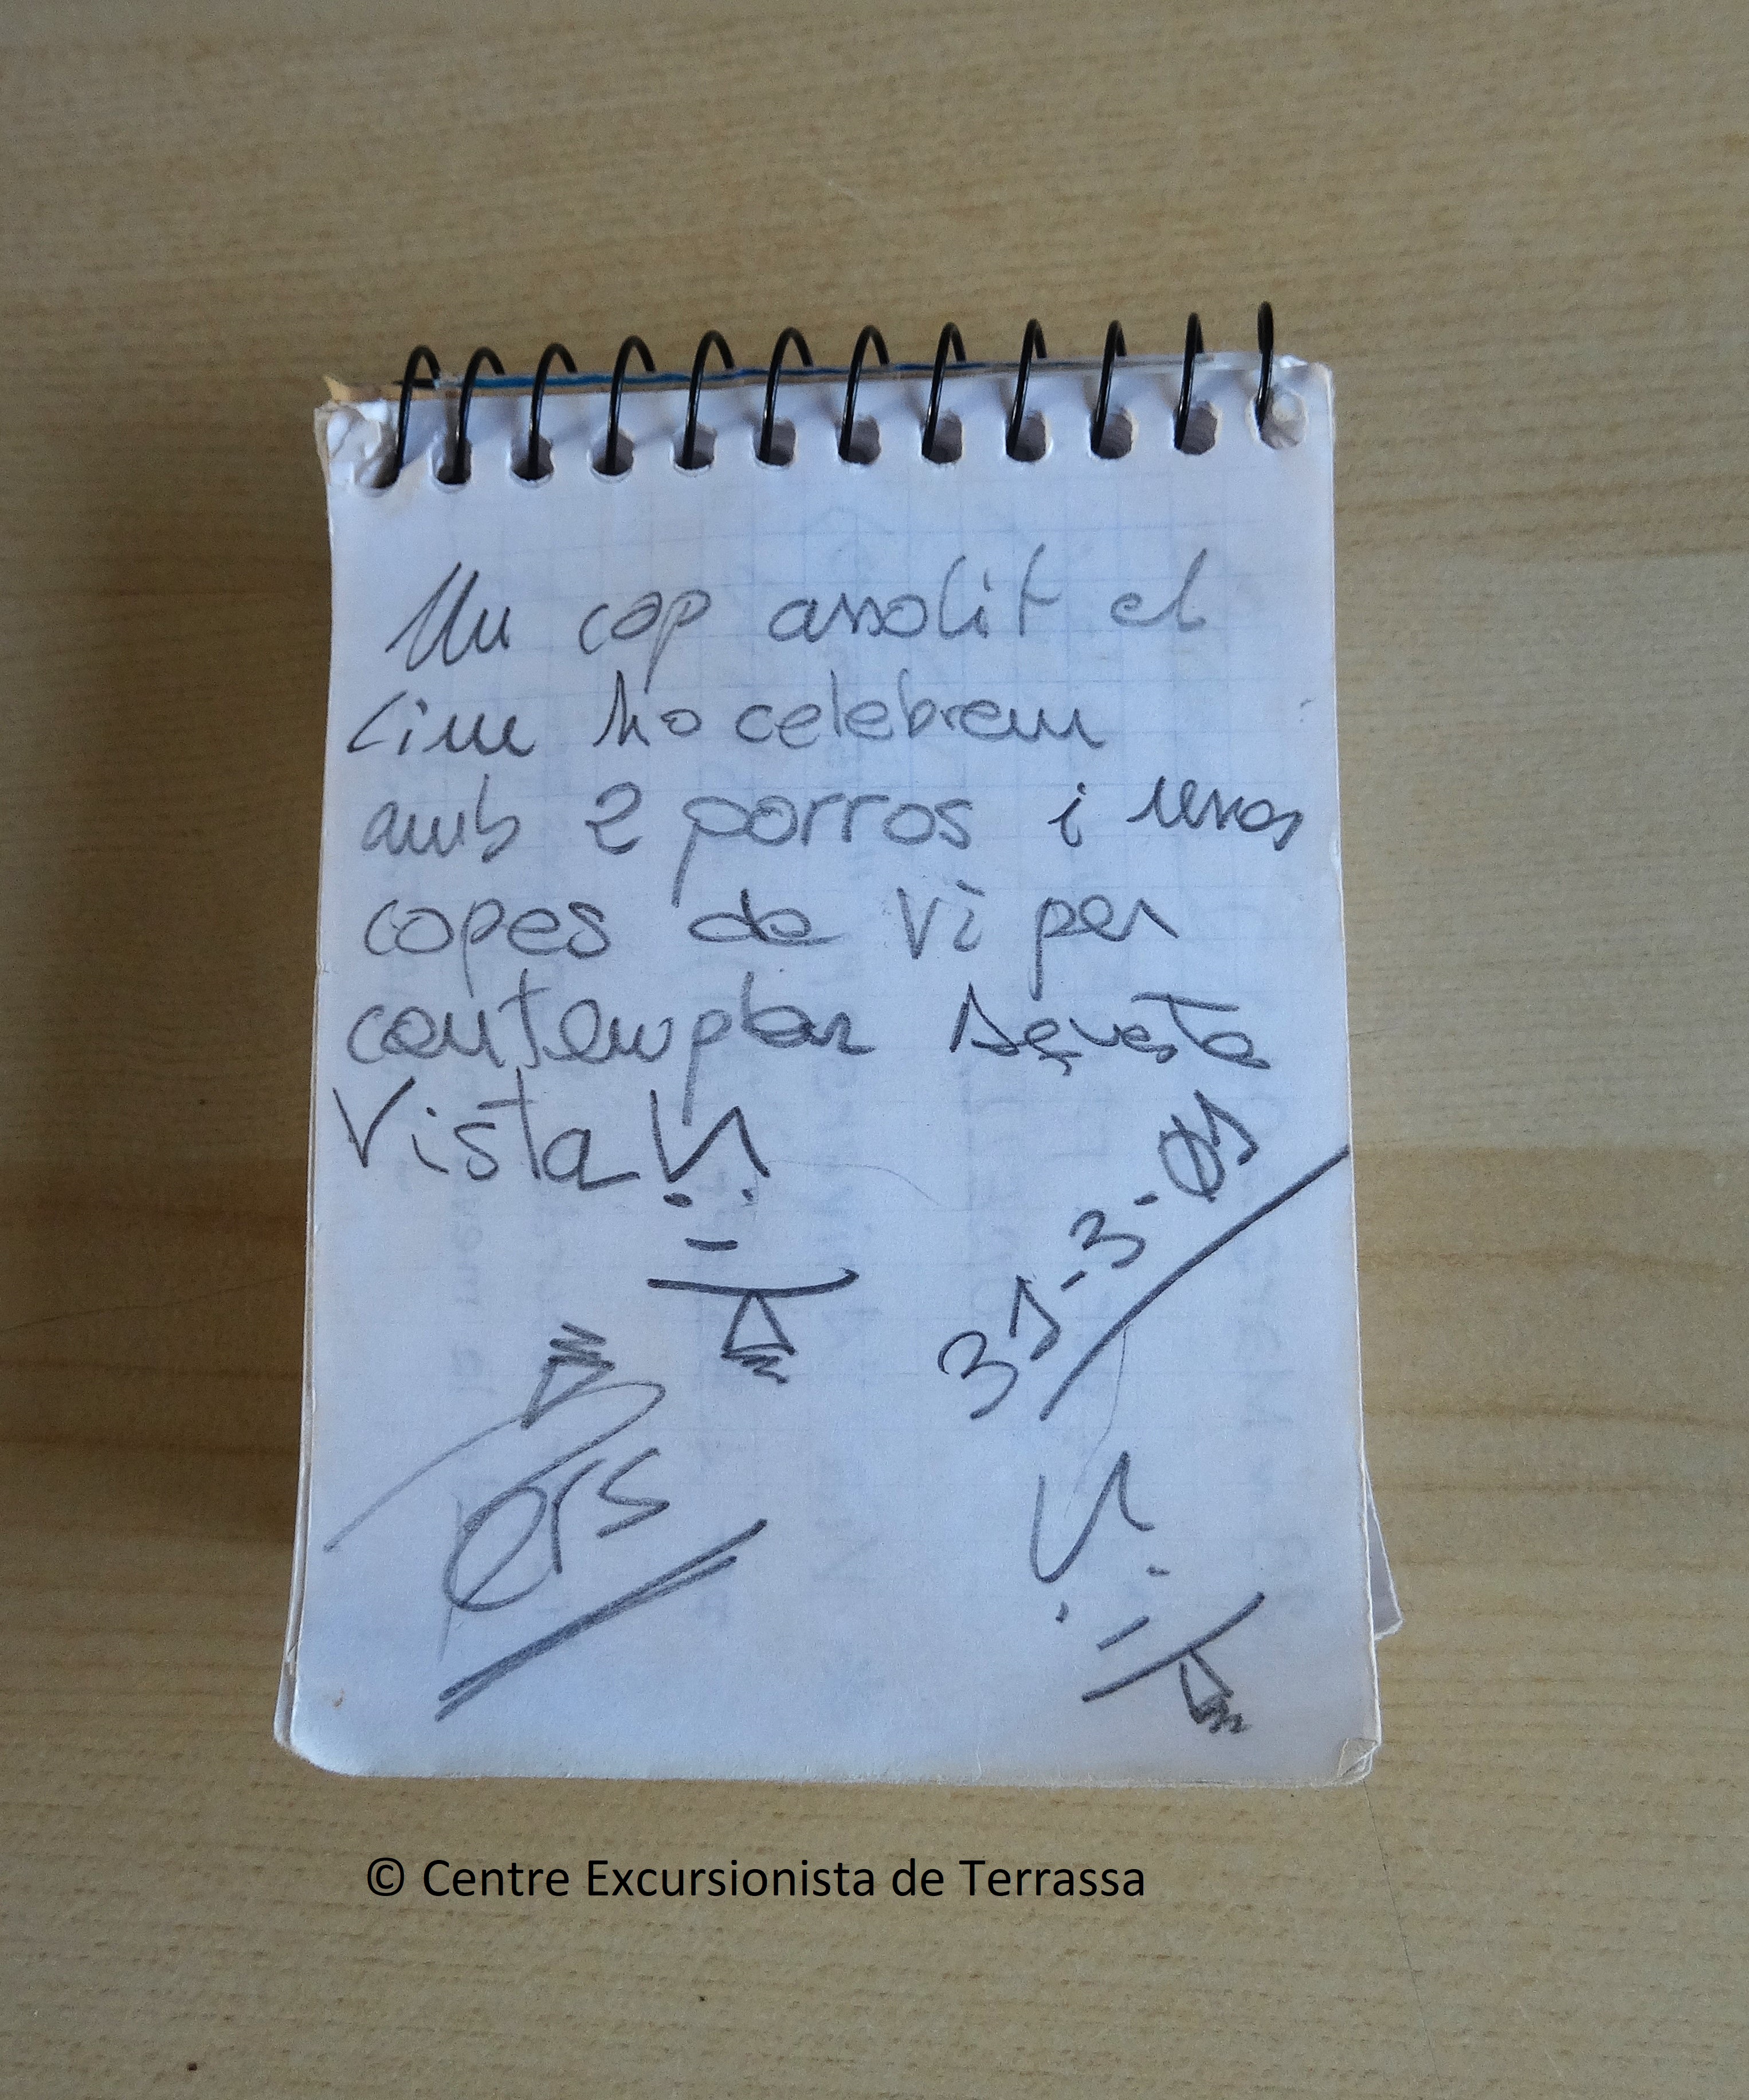 Un cop assolit el
cim ho celebrem
amb 2 porros i unes
copes de vi per
contemplar Aquesta
Vista
31-3-01
© Centre Excursionista de Terrassa